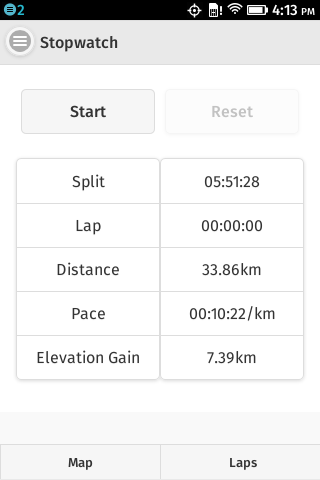 2 4:13 PM
Stopwatch
Start Reset
Split 05:51:28
Lap 00:00:00
Distance 33.86km
Pace 00:10:22/km
Elevation Gain 7.39km
Map Laps